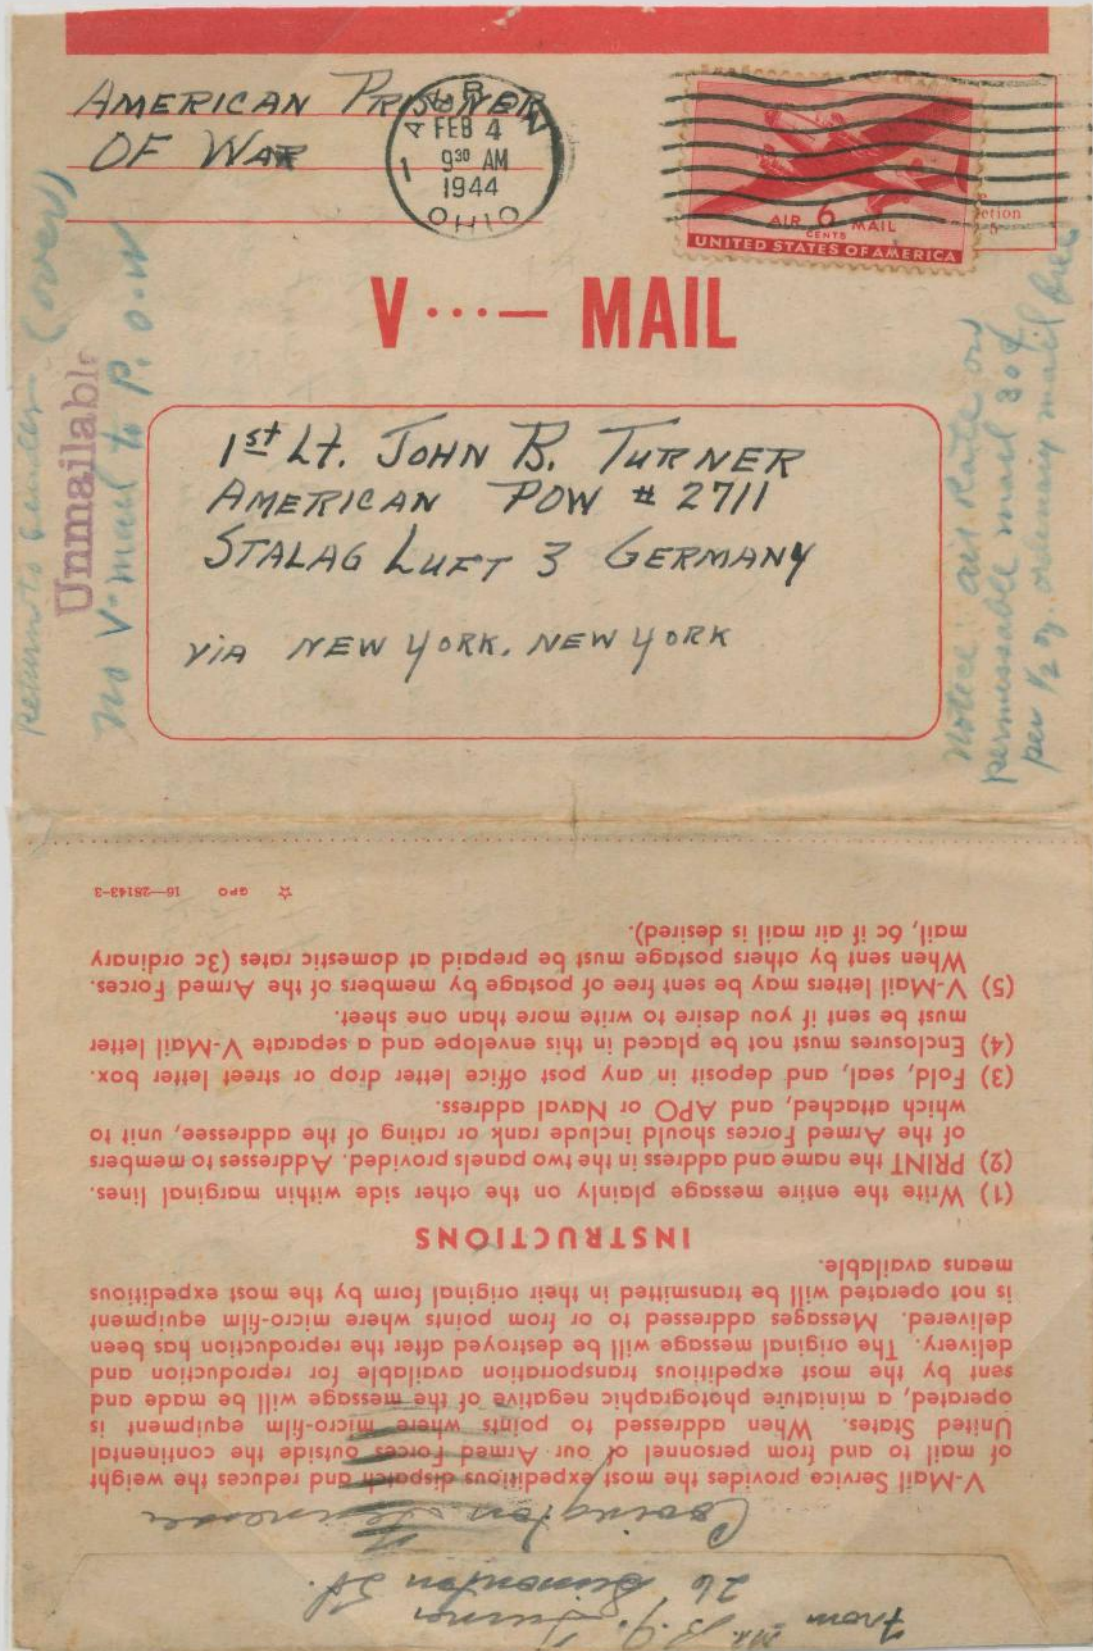 AMERICAN PRISONER
OF WAR
AKRON
FEB 4
9 30 AM
1944
1
OHIO
AIR 6 MAIL
CENTS
UNITED STATES OF AMERICA
V ···— MAIL
1st Lt. JOHN B. TURNER
AMERICAN POW # 2711
STALAG LUFT 3 GERMANY
VIA NEW YORK, NEW YORK
Return to sender (over)
Unmailable
No V-mail to P.O.W
Notice: air rate on
permissable mail 30¢
per 1/2 oz. ordinary mail free
From Mr. B. J. Turner
26 Simonton St.
Covington Tennessee
V-Mail Service provides the most expeditious dispatch and reduces the weight
of mail to and from personnel of our Armed Forces outside the continental
United States. When addressed to points where micro-film equipment is
operated, a miniature photographic negative of the message will be made and
sent by the most expeditious transportation available for reproduction and
delivery. The original message will be destroyed after the reproduction has been
delivered. Messages addressed to or from points where micro-film equipment
is not operated will be transmitted in their original form by the most expeditious
means available.
INSTRUCTIONS
(1) Write the entire message plainly on the other side within marginal lines.
(2) PRINT the name and address in the two panels provided. Addresses to members
of the Armed Forces should include rank or rating of the addressee, unit to
which attached, and APO or Naval address.
(3) Fold, seal, and deposit in any post office letter drop or street letter box.
(4) Enclosures must not be placed in this envelope and a separate V-Mail letter
must be sent if you desire to write more than one sheet.
(5) V-Mail letters may be sent free of postage by members of the Armed Forces.
When sent by others postage must be prepaid at domestic rates (3c ordinary
mail, 6c if air mail is desired).
☆ GPO 16—28143-3